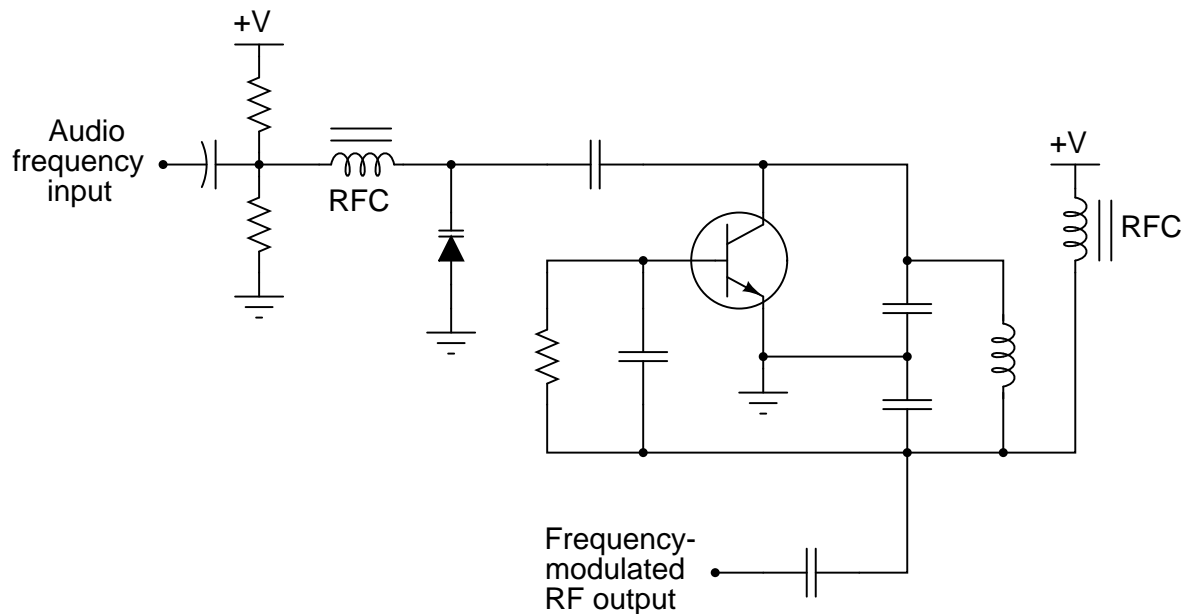 +V
Audio
frequency
input
RFC
+V
RFC
Frequency-
modulated
RF output